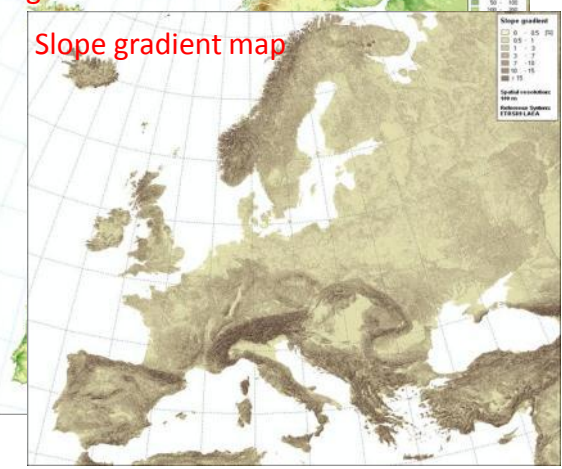 g
50 - 100
Slope gradient map
Slope gradient
0 - 0.5 [%]
0.5 - 1
1 - 3
3 - 7
7 - 10
10 - 15
> 15
Spatial resolution:
Reference System:
ETRS89 LAEA